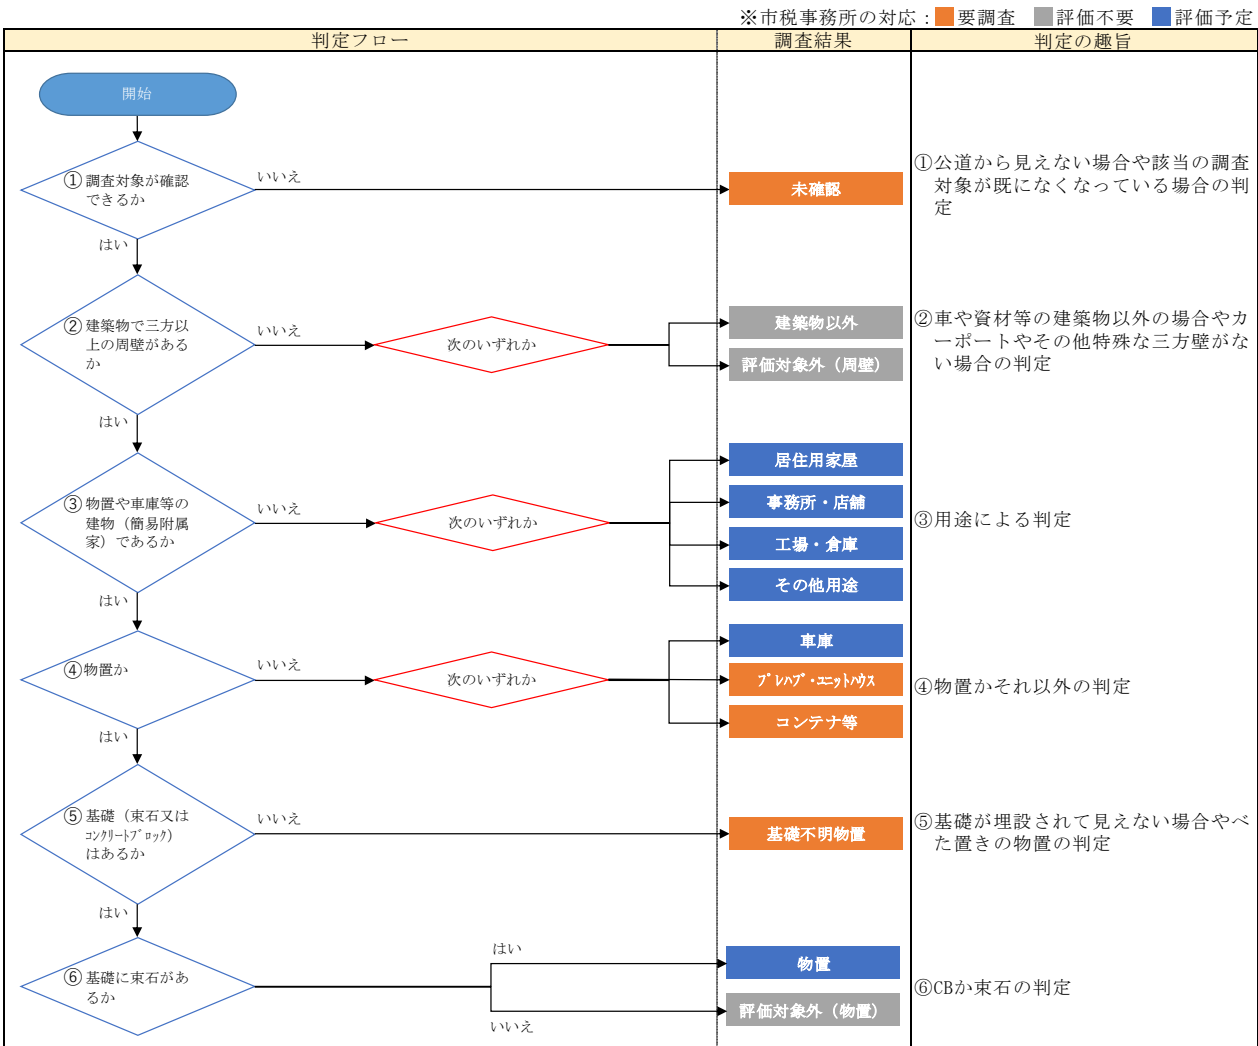 ※市税事務所の対応：■要調査 ■評価不要 ■評価予定
判定フロー
調査結果
判定の趣旨
開始
①調査対象が確認
できるか
いいえ
はい
未確認
①公道から見えない場合や該当の調査
対象が既になくなっている場合の判
定
②建築物で三方以
上の周壁がある
か
いいえ
はい
次のいずれか
建築物以外
評価対象外（周壁）
②車や資材等の建築物以外の場合やカ
ーポートやその他特殊な三方壁がな
い場合の判定
③物置や車庫等の
建物（簡易附属
家）であるか
いいえ
はい
次のいずれか
居住用家屋
事務所・店舗
工場・倉庫
その他用途
③用途による判定
④物置か
いいえ
はい
次のいずれか
車庫
ﾌﾟﾚﾊﾌﾞ・ﾕﾆｯﾄﾊｳｽ
コンテナ等
④物置かそれ以外の判定
⑤基礎（束石又は
ｺﾝｸﾘｰﾄﾌﾞﾛｯｸ）
はあるか
いいえ
はい
基礎不明物置
⑤基礎が埋設されて見えない場合やべ
た置きの物置の判定
⑥基礎に束石があ
るか
はい
いいえ
物置
評価対象外（物置）
⑥CBか束石の判定